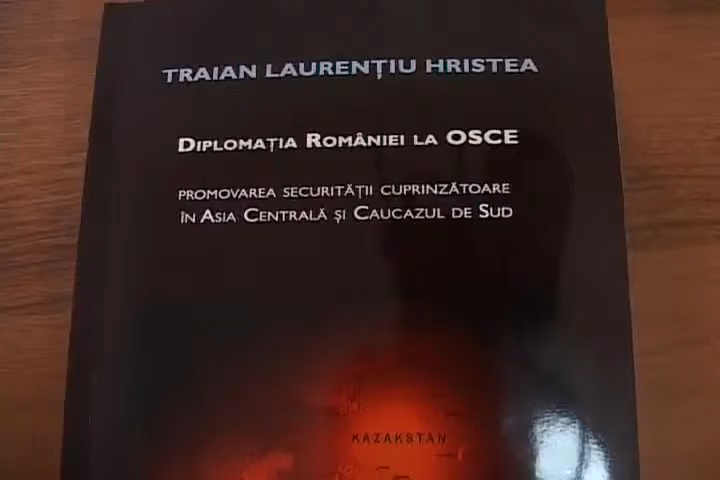 TRAIAN LAURENȚIU HRISTEA
DIPLOMAȚIA ROMÂNIEI LA OSCE
PROMOVAREA SECURITĂȚII CUPRINZĂTOARE
ÎN ASIA CENTRALĂ ȘI CAUCAZUL DE SUD
KAZAKSTAN